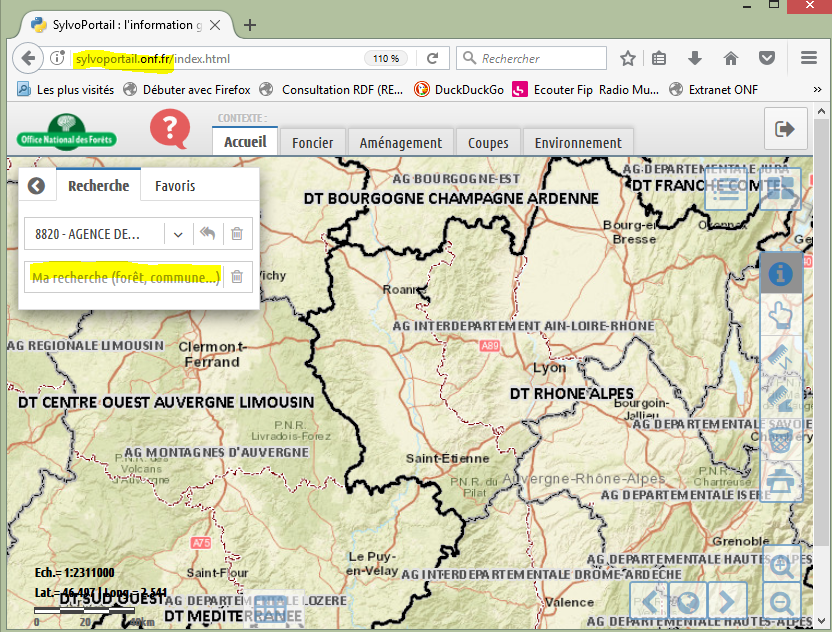 SylvoPortail : l'information g
sylvoportail.onf.fr/index.html
110 %
Rechercher
Les plus visités
Débuter avec Firefox
Consultation RDF (RE...
DuckDuckGo
Ecouter Fip Radio Mu...
Extranet ONF
Office National des Forêts
?
CONTEXTE :
Accueil
Foncier
Aménagement
Coupes
Environnement
Recherche
Favoris
8820 - AGENCE DE...
Ma recherche (forêt, commune...)
AG BOURGOGNE-EST
AG DEPARTEMENTALE JURA
DT BOURGOGNE CHAMPAGNE ARDENNE
DT FRANCHE COMTE
Bourg-en-
Bresse
Vichy
Roanne
AG REGIONALE LIMOUSIN
Clermont-
Ferrand
AG INTERDEPARTEMENT AIN-LOIRE-RHONE
A89
Lyon
DT CENTRE OUEST AUVERGNE LIMOUSIN
DT RHONE ALPES
Bourgoin-
Jallieu
P.N.R.
Livradois-Forez
AG DEPARTEMENTALE SAVOIE
Chambéry
AG MONTAGNES D'AUVERGNE
P.N.R. des
Volcans
d'Auvergne
Saint-Étienne
P.N.R. du
Pilat
Auvergne-Rhône-Alpes
P.N.R.
Chartreuse
AG DEPARTEMENTALE ISERE
A75
Grenoble
Le Puy-
en-Velay
AG DEPARTEMENTALE HAUTES-ALPES
Ech.= 1:2311000
Saint-Flour
AG INTERDEPARTEMENTALE DROME-ARDECHE
Lat.= 46.407 | Long.= 2.541
DT SUD OUEST
AG DEPARTEMENTALE LOZERE
Valence
DT MEDITERRANEE
AG DEPARTEMENTALE HAUTES-ALPES
0 20 40km